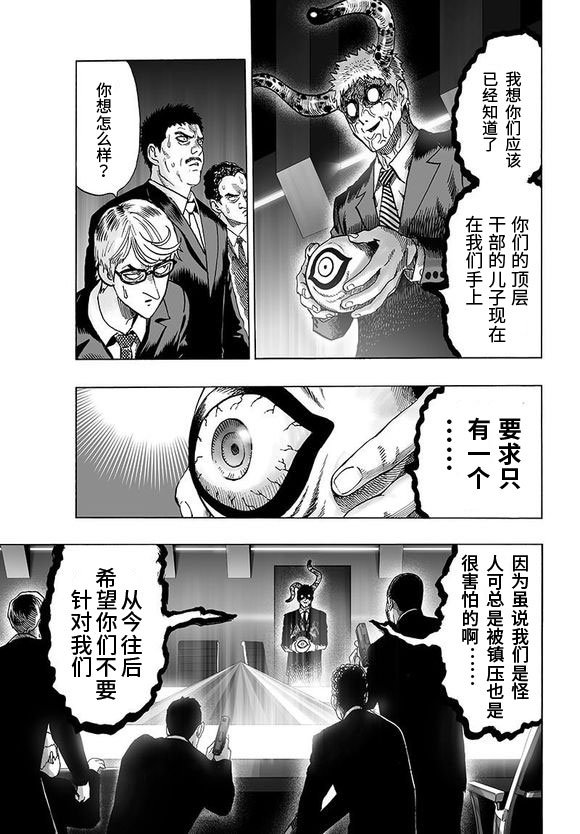 我想你们应该
已经知道了
你们的顶层
干部的儿子现在
在我们手上
你想怎么样？
要求只
有一个
……
因为虽说我们是怪
人可总是被镇压也是
很害怕的啊……
从今往后
希望你们不要
针对我们